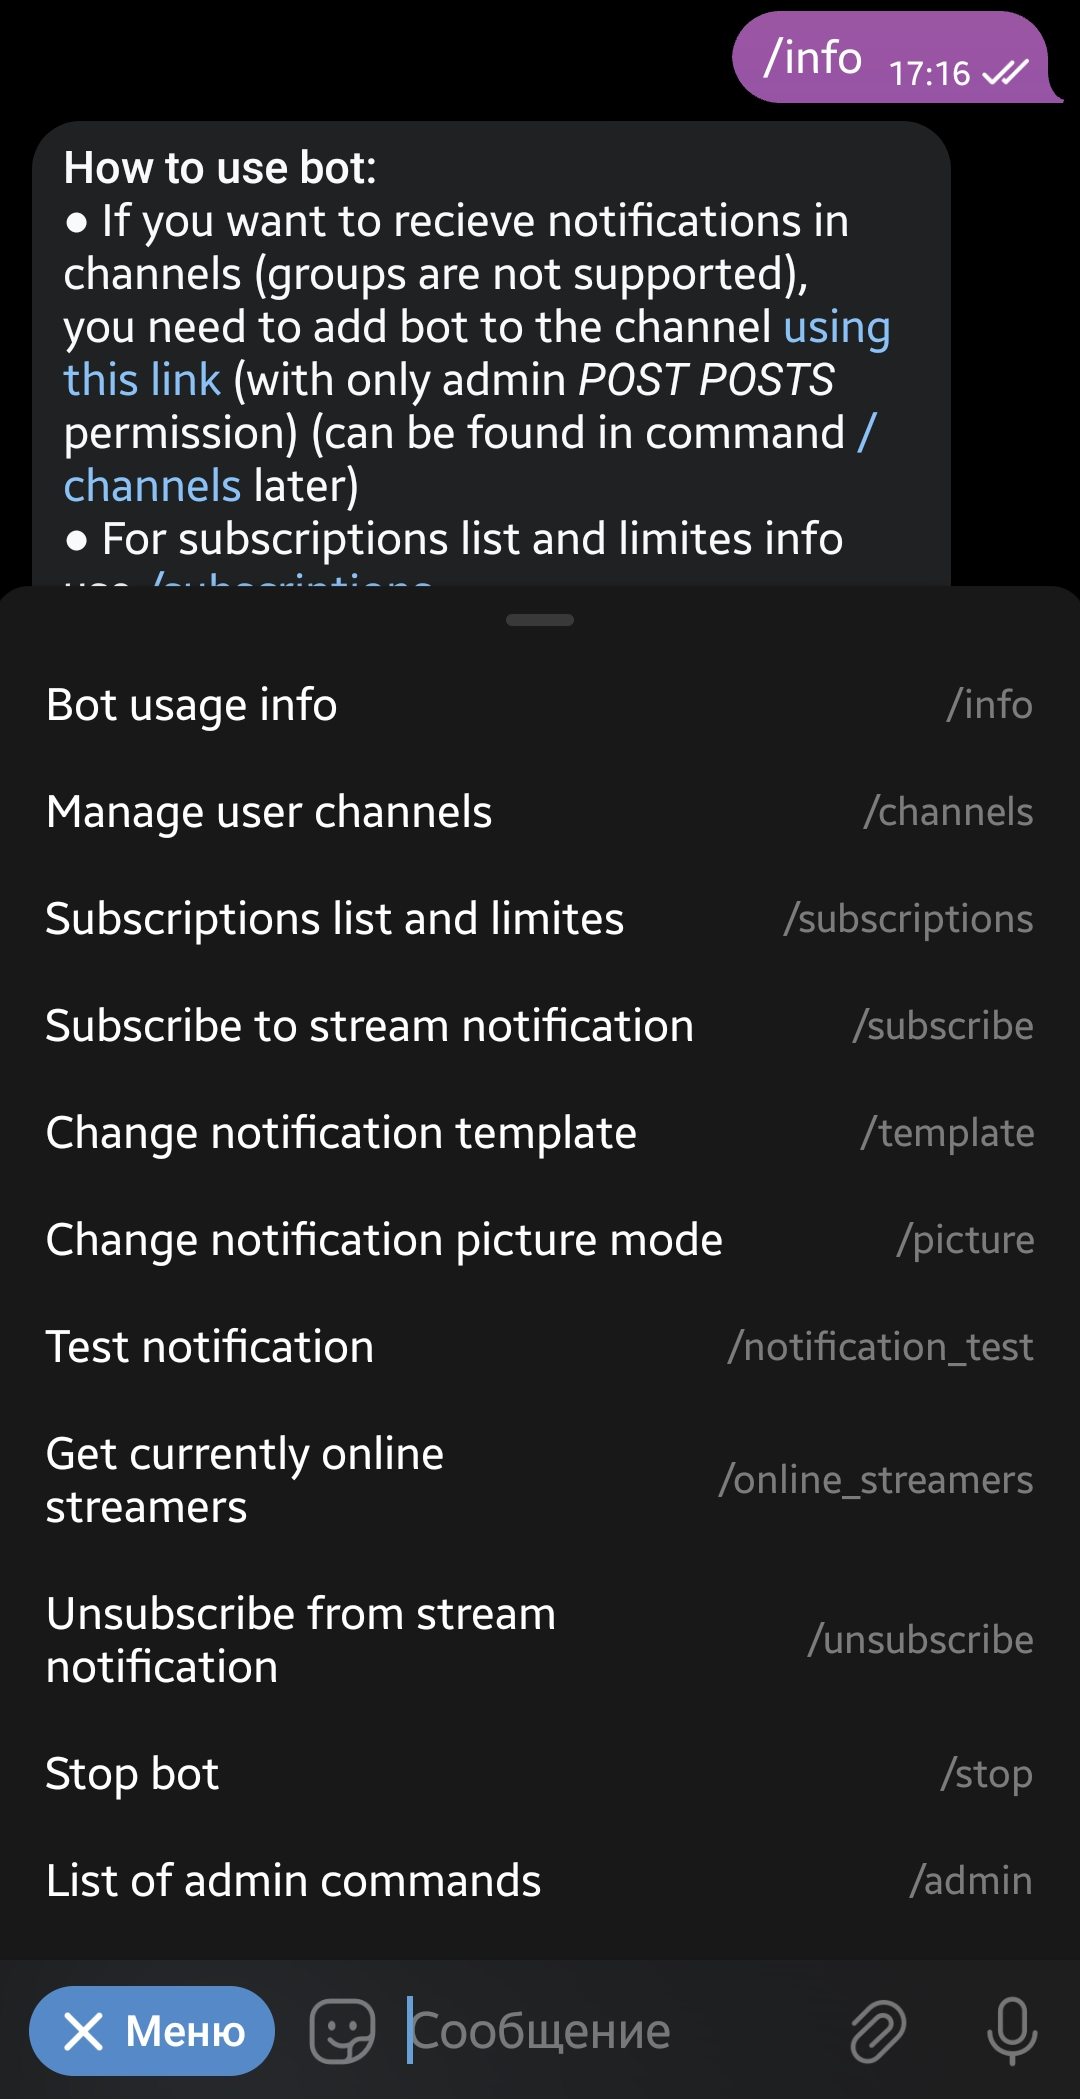 /info 17:16
How to use bot:
● If you want to recieve notifications in
channels (groups are not supported),
you need to add bot to the channel using
this link (with only admin POST POSTS
permission) (can be found in command /
channels later)
● For subscriptions list and limites info
use /subscriptions
Bot usage info /info
Manage user channels /channels
Subscriptions list and limites /subscriptions
Subscribe to stream notification /subscribe
Change notification template /template
Change notification picture mode /picture
Test notification /notification_test
Get currently online
streamers /online_streamers
Unsubscribe from stream
notification /unsubscribe
Stop bot /stop
List of admin commands /admin
Меню Сообщение